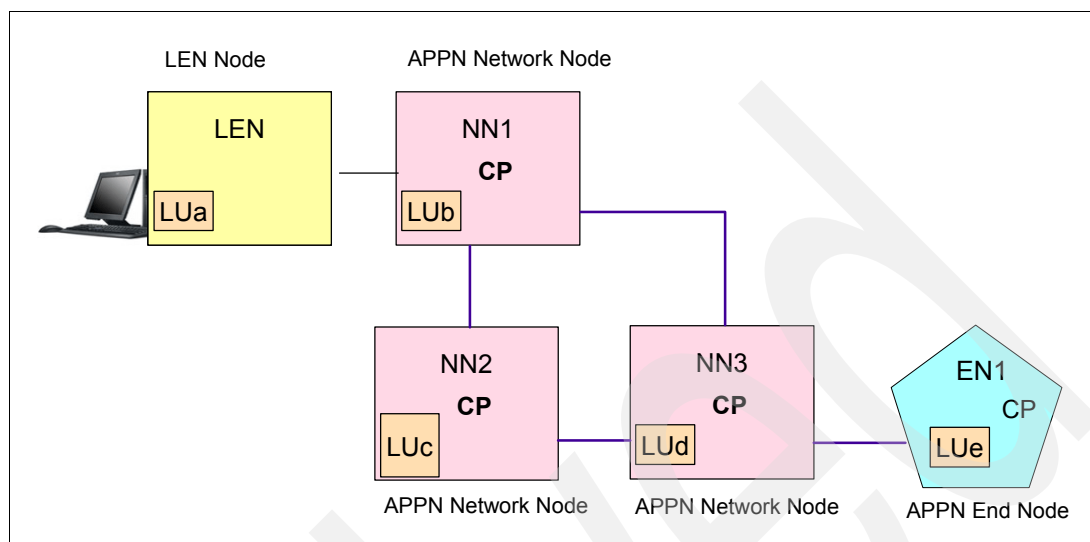 LEN Node
APPN Network Node
LEN
NN1
CP
LUa
LUb
NN2
CP
LUc
NN3
CP
LUd
EN1
CP
LUe
APPN Network Node
APPN Network Node
APPN End Node